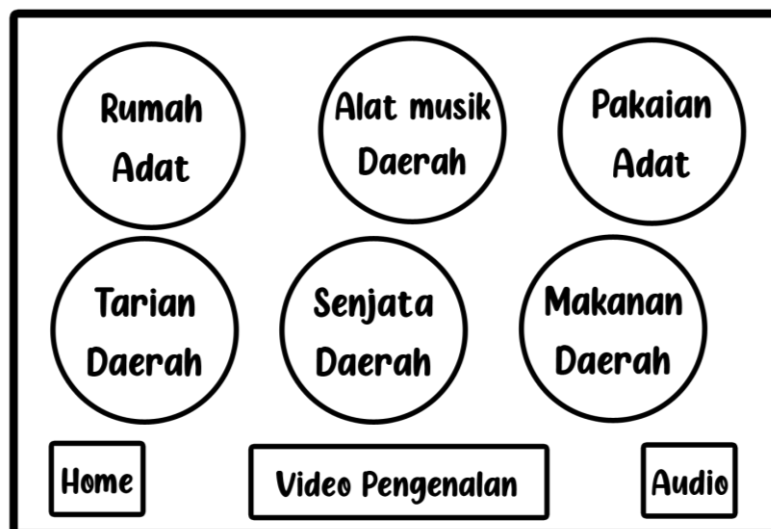 Rumah
Adat
Alat musik
Daerah
Pakaian
Adat
Tarian
Daerah
Senjata
Daerah
Makanan
Daerah
Home
Video Pengenalan
Audio